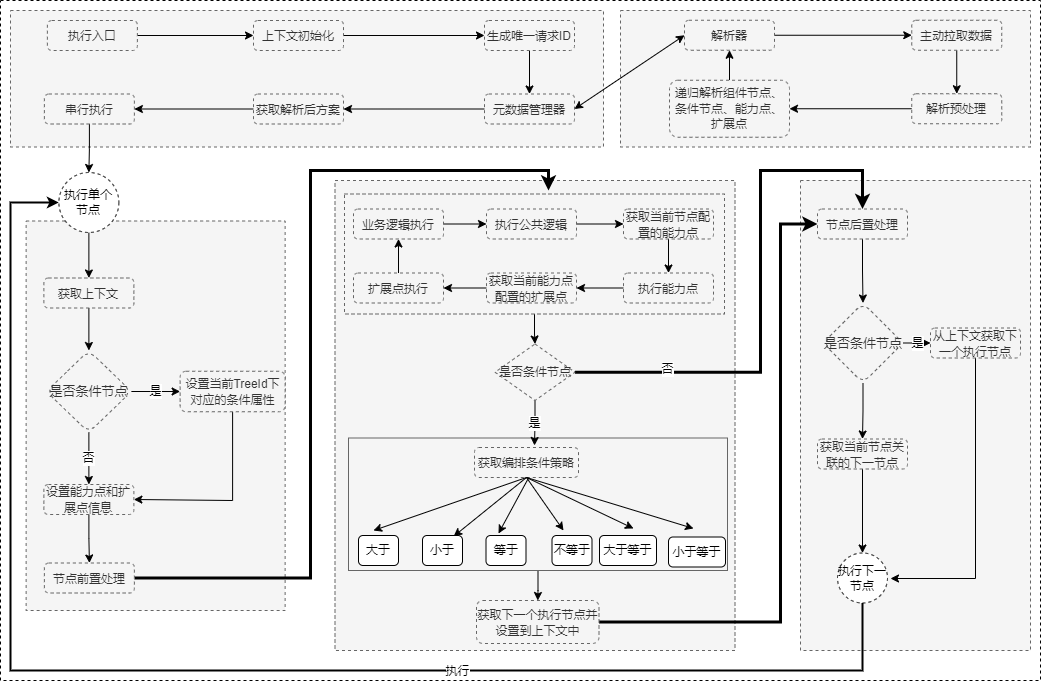 执行入口
上下文初始化
生成唯一请求ID
串行执行
获取解析后方案
元数据管理器
解析器
主动拉取数据
递归解析组件节点、
条件节点、能力点、
扩展点
解析预处理
执行单个
节点
获取上下文
是否条件节点
是
设置当前TreeId下
对应的条件属性
否
设置能力点和扩
展点信息
节点前置处理
业务逻辑执行
执行公共逻辑
获取当前节点配
置的能力点
扩展点执行
获取当前能力点
配置的扩展点
执行能力点
是否条件节点
否
是
获取编排条件策略
大于
小于
等于
不等于
大于等于
小于等于
获取下一个执行节点并
设置到上下文中
节点后置处理
是否条件节点
是
从上下文获取下
一个执行节点
获取当前节点关
联的下一节点
执行下一
节点
执行